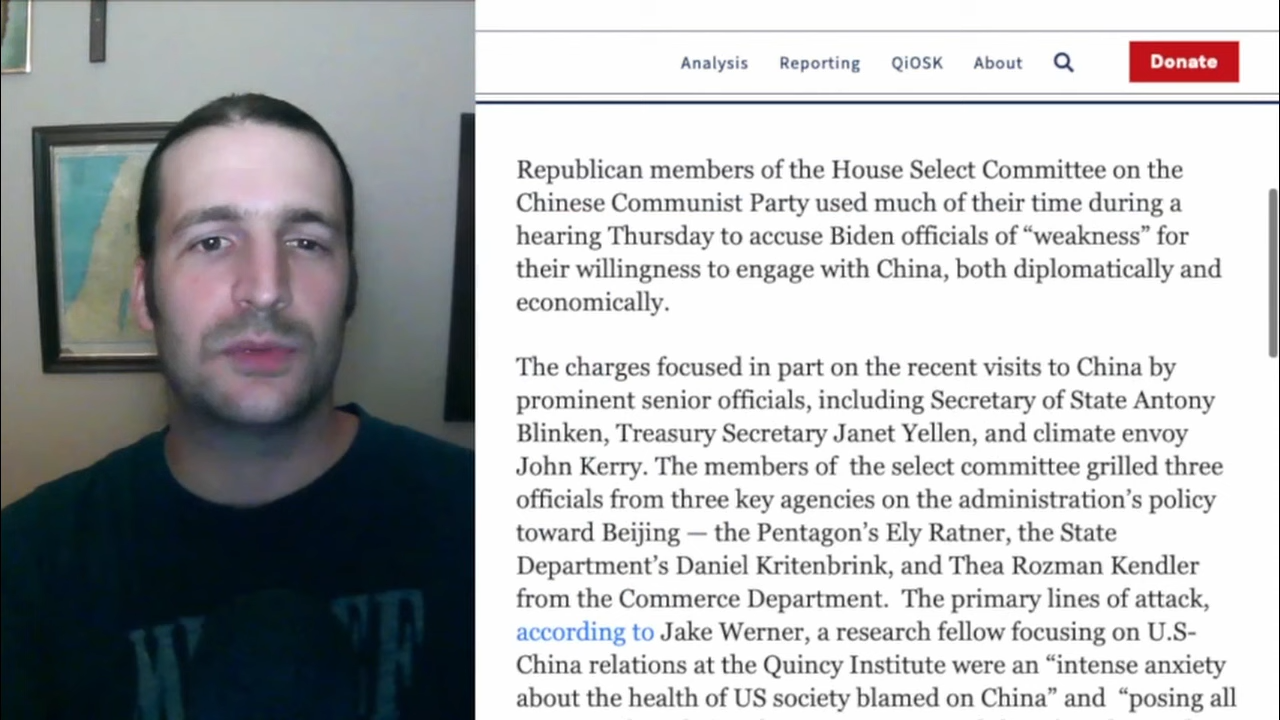 Analysis Reporting QiOSK About Donate
Republican members of the House Select Committee on the
Chinese Communist Party used much of their time during a
hearing Thursday to accuse Biden officials of “weakness” for
their willingness to engage with China, both diplomatically and
economically.
The charges focused in part on the recent visits to China by
prominent senior officials, including Secretary of State Antony
Blinken, Treasury Secretary Janet Yellen, and climate envoy
John Kerry. The members of  the select committee grilled three
officials from three key agencies on the administration’s policy
toward Beijing — the Pentagon’s Ely Ratner, the State
Department’s Daniel Kritenbrink, and Thea Rozman Kendler
from the Commerce Department.  The primary lines of attack,
according to Jake Werner, a research fellow focusing on U.S-
China relations at the Quincy Institute were an “intense anxiety
about the health of US society blamed on China” and  “posing all